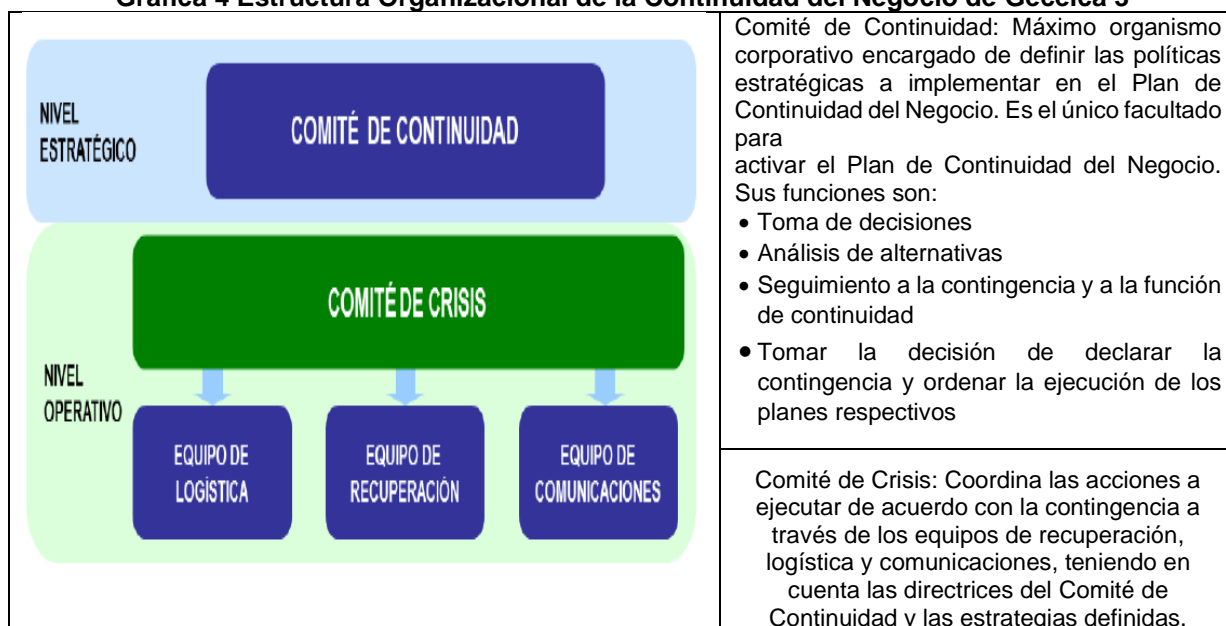 Gráfica 4 Estructura Organizacional de la Continuidad del Negocio de Gecelca 3
NIVEL
ESTRATÉGICO
COMITÉ DE CONTINUIDAD
NIVEL
OPERATIVO
COMITÉ DE CRISIS
EQUIPO DE
LOGÍSTICA
EQUIPO DE
RECUPERACIÓN
EQUIPO DE
COMUNICACIONES
Comité de Continuidad: Máximo organismo
corporativo encargado de definir las políticas
estratégicas a implementar en el Plan de
Continuidad del Negocio. Es el único facultado
para
activar el Plan de Continuidad del Negocio.
Sus funciones son:
• Toma de decisiones
• Análisis de alternativas
• Seguimiento a la contingencia y a la función
de continuidad
• Tomar la decisión de declarar la
contingencia y ordenar la ejecución de los
planes respectivos
Comité de Crisis: Coordina las acciones a
ejecutar de acuerdo con la contingencia a
través de los equipos de recuperación,
logística y comunicaciones, teniendo en
cuenta las directrices del Comité de
Continuidad y las estrategias definidas.